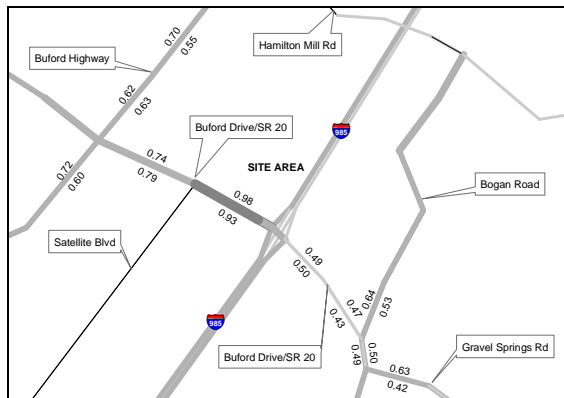 0.70
0.55
Hamilton Mill Rd
Buford Highway
0.62
0.63
Buford Drive/SR 20
985
0.74
0.79
SITE AREA
0.72
0.60
Bogan Road
0.98
0.93
Satellite Blvd
0.49
0.50
0.64
0.53
0.47
0.43
985
Buford Drive/SR 20
0.50
0.49
Gravel Springs Rd
0.63
0.42